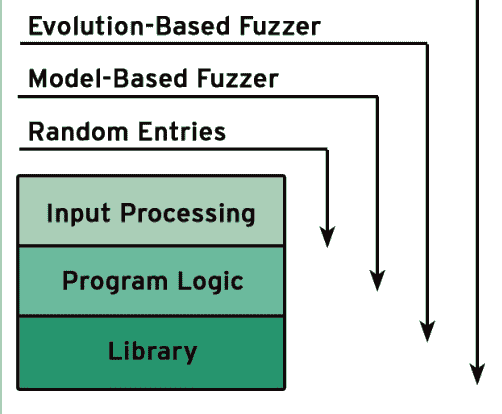 Evolution-Based Fuzzer
Model-Based Fuzzer
Random Entries
Input Processing
Program Logic
Library